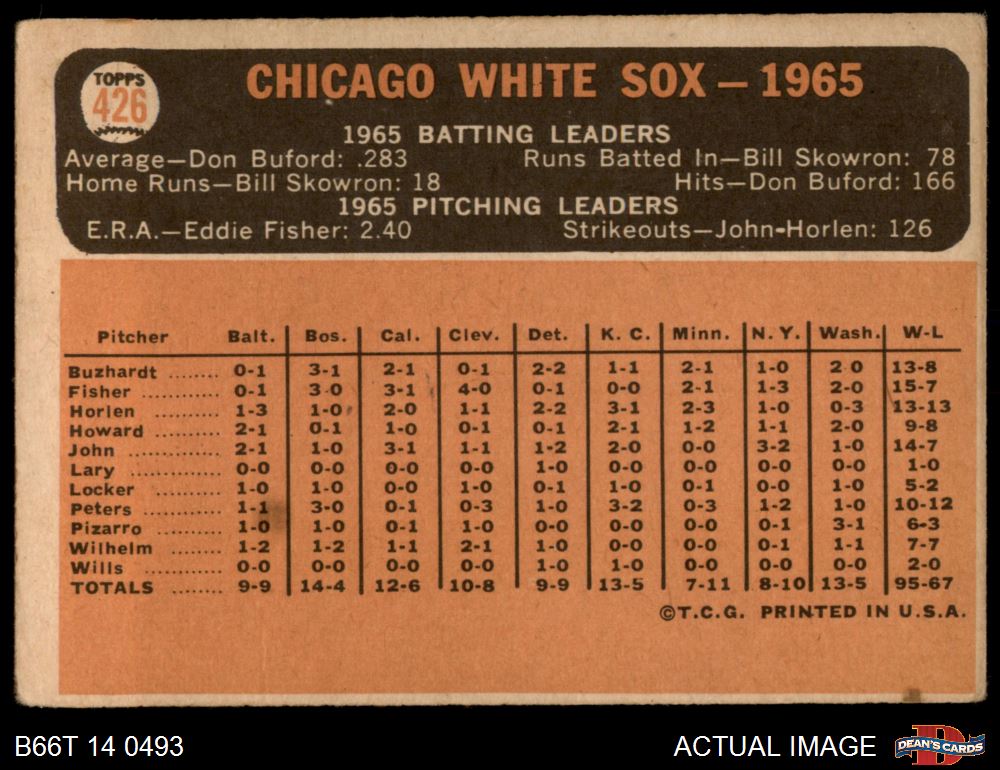 TOPPS
426
CHICAGO WHITE SOX — 1965
1965 BATTING LEADERS
Average—Don Buford: .283 Runs Batted In—Bill Skowron: 78
Home Runs—Bill Skowron: 18 Hits—Don Buford: 166
1965 PITCHING LEADERS
E.R.A.—Eddie Fisher: 2.40 Strikeouts—John-Horlen: 126
Pitcher Balt. Bos. Cal. Clev. Det. K. C. Minn. N. Y. Wash. W-L
Buzhardt ........ 0-1 3-1 2-1 0-1 2-2 1-1 2-1 1-0 2 0 13-8
Fisher ............ 0-1 3 0 3-1 4-0 0-1 0-0 2-1 1-3 2-0 15-7
Horlen ........... 1-3 1-0 2-0 1-1 2-2 3-1 2-3 1-0 0-3 13-13
Howard .......... 2-1 0-1 1-0 0-1 0-1 2-1 1-2 1-1 2-0 9-8
John .............. 2-1 1-0 3-1 1-1 1-2 2-0 0-0 3-2 1-0 14-7
Lary .............. 0-0 0-0 0-0 0-0 1-0 0-0 0-0 0-0 0-0 1-0
Locker ........... 1-0 1-0 0-0 1-0 0-1 1-0 0-1 0-0 1-0 5-2
Peters ............ 1-1 3-0 0-1 0-3 1-0 3-2 0-3 1-2 1-0 10-12
Pizarro ........... 1-0 1-0 0-1 1-0 0-0 0-0 0-0 0-1 3-1 6-3
Wilhelm ......... 1-2 1-2 1-1 2-1 1-0 0-0 0-0 0-1 1-1 7-7
Wills .............. 0-0 0-0 0-0 0-0 1-0 1-0 0-0 0-0 0-0 2-0
TOTALS ........ 9-9 14-4 12-6 10-8 9-9 13-5 7-11 8-10 13-5 95-67
©T.C.G. PRINTED IN U.S.A.
B66T 14 0493 ACTUAL IMAGE
D
DEAN'S CARDS